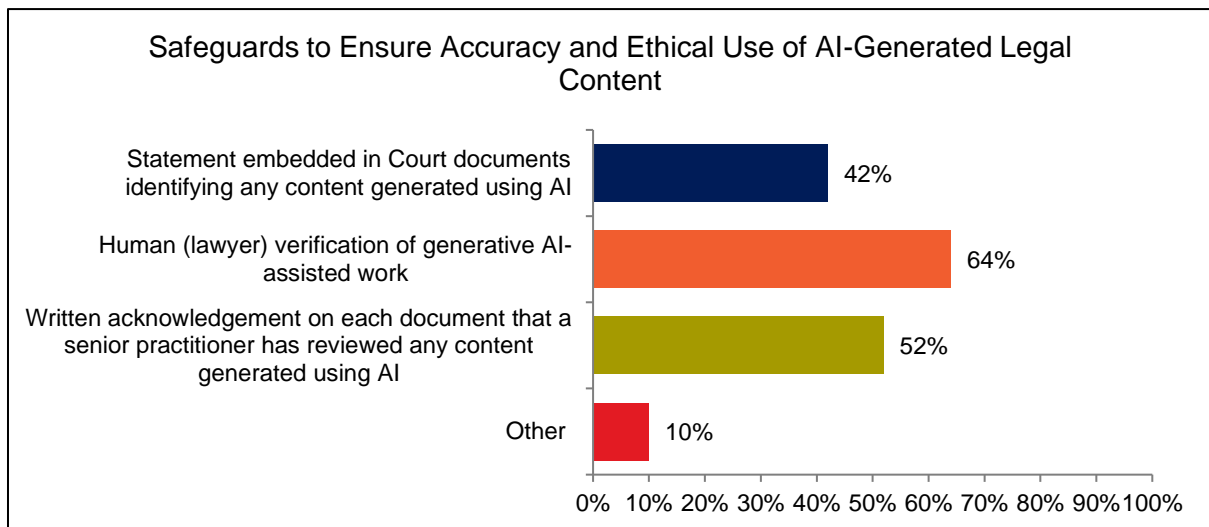 Safeguards to Ensure Accuracy and Ethical Use of AI-Generated Legal
Content
Statement embedded in Court documents
identifying any content generated using AI
42%
Human (lawyer) verification of generative AI-
assisted work
64%
Written acknowledgement on each document that a
senior practitioner has reviewed any content
generated using AI
52%
Other
10%
0% 10% 20% 30% 40% 50% 60% 70% 80% 90% 100%